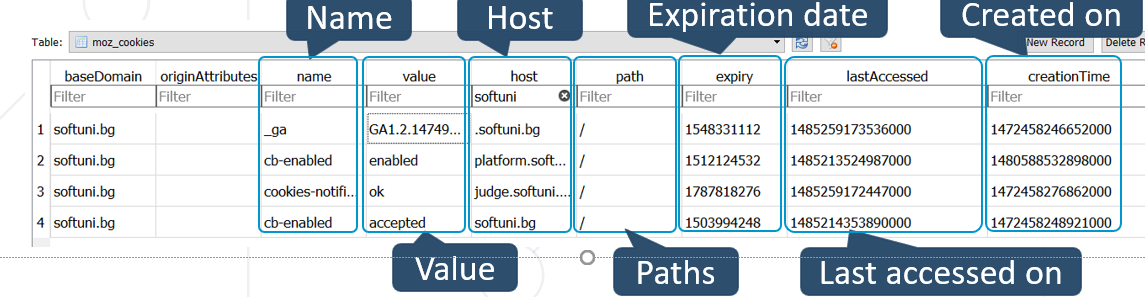 Name Host Expiration date Created on
Table: moz_cookies New Record Delete R
baseDomain originAttributes name value host path expiry lastAccessed creationTime
Filter Filter Filter Filter softuni Filter Filter Filter Filter
1 softuni.bg _ga GA1.2.14749... .softuni.bg / 1548331112 1485259173536000 1472458246652000
2 softuni.bg cb-enabled enabled platform.soft... / 1512124532 1485213524987000 1480588532898000
3 softuni.bg cookies-notifi... ok judge.softuni.... / 1787818276 1485259172447000 1472458276862000
4 softuni.bg cb-enabled accepted softuni.bg / 1503994248 1485214353890000 1472458248921000
Value Paths Last accessed on